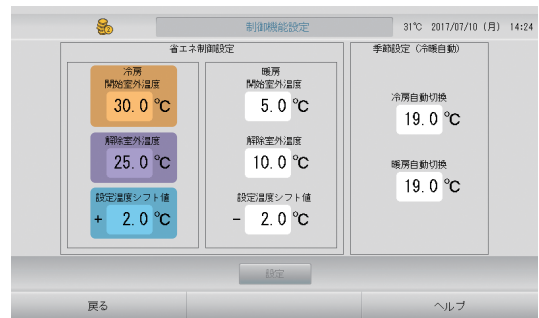 制御機能設定
31℃ 2017/07/10 (月) 14:24
省エネ制御設定
冷房
開始室外温度
30.0 ℃
解除室外温度
25.0 ℃
設定温度シフト値
+ 2.0 ℃
暖房
開始室外温度
5.0 ℃
解除室外温度
10.0 ℃
設定温度シフト値
− 2.0 ℃
季節設定 (冷暖自動)
冷房自動切換
19.0 ℃
暖房自動切換
19.0 ℃
設定
戻る
ヘルプ